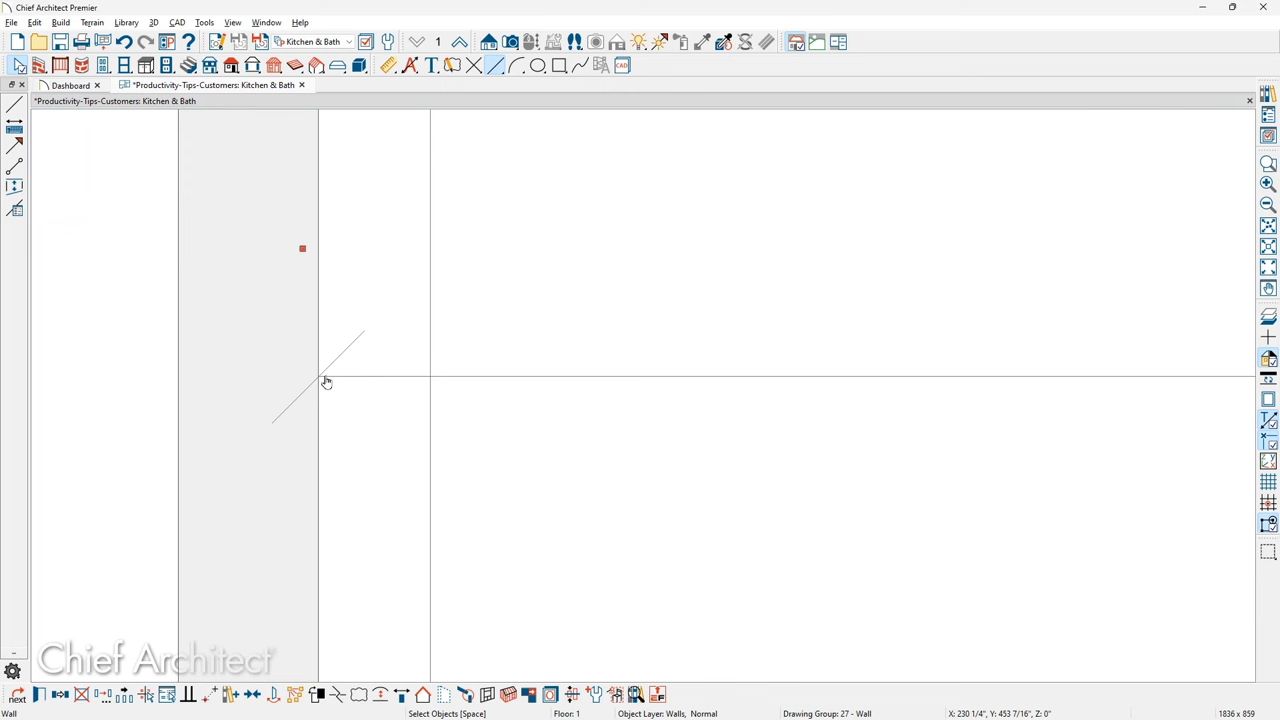 Chief Architect Premier
File Edit Build Terrain Library 3D CAD Tools View Window Help
Kitchen & Bath 1
Dashboard *Productivity-Tips-Customers: Kitchen & Bath
*Productivity-Tips-Customers: Kitchen & Bath
Chief Architect
next
Wall Select Objects [Space] Floor: 1 Object Layer: Walls, Normal Drawing Group: 27 - Wall X: 230 1/4", Y: 453 7/16", Z: 0" 1836 x 859